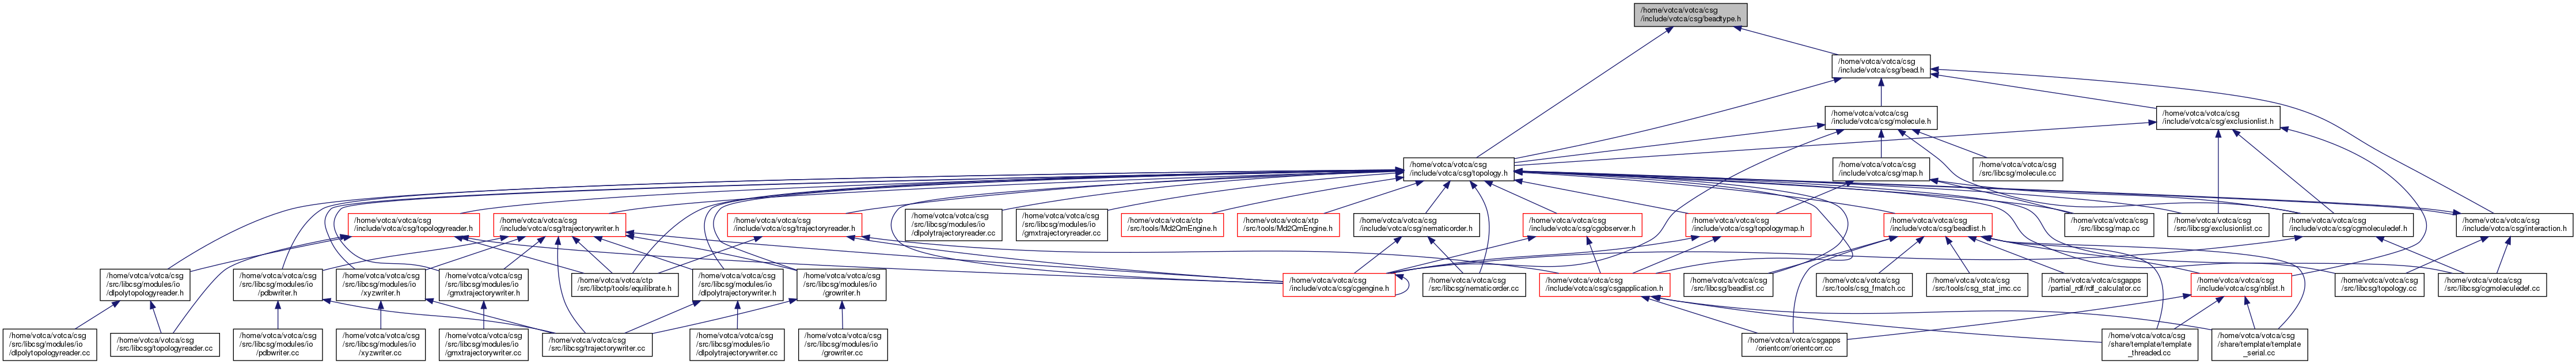 /home/votca/votca/csg
/include/votca/csg/beadtype.h
/home/votca/votca/csg
/include/votca/csg/bead.h
/home/votca/votca/csg
/include/votca/csg/molecule.h
/home/votca/votca/csg
/include/votca/csg/exclusionlist.h
/home/votca/votca/csg
/include/votca/csg/topology.h
/home/votca/votca/csg
/include/votca/csg/map.h
/home/votca/votca/csg
/src/libcsg/molecule.cc
/home/votca/votca/csg
/include/votca/csg/topologyreader.h
/home/votca/votca/csg
/include/votca/csg/trajectorywriter.h
/home/votca/votca/csg
/include/votca/csg/trajectoryreader.h
/home/votca/votca/csg
/src/libcsg/modules/io
/dlpolytrajectoryreader.cc
/home/votca/votca/csg
/src/libcsg/modules/io
/gmxtrajectoryreader.cc
/home/votca/votca/ctp
/src/tools/Md2QmEngine.h
/home/votca/votca/xtp
/src/tools/Md2QmEngine.h
/home/votca/votca/csg
/include/votca/csg/nematicorder.h
/home/votca/votca/csg
/include/votca/csg/cgobserver.h
/home/votca/votca/csg
/include/votca/csg/topologymap.h
/home/votca/votca/csg
/include/votca/csg/beadlist.h
/home/votca/votca/csg
/src/libcsg/map.cc
/home/votca/votca/csg
/src/libcsg/exclusionlist.cc
/home/votca/votca/csg
/include/votca/csg/cgmoleculedef.h
/home/votca/votca/csg
/include/votca/csg/interaction.h
/home/votca/votca/csg
/src/libcsg/modules/io
/dlpolytopologyreader.h
/home/votca/votca/csg
/src/libcsg/modules/io
/pdbwriter.h
/home/votca/votca/csg
/src/libcsg/modules/io
/xyzwriter.h
/home/votca/votca/csg
/src/libcsg/modules/io
/gmxtrajectorywriter.h
/home/votca/votca/ctp
/src/libctp/tools/equilibrate.h
/home/votca/votca/csg
/src/libcsg/modules/io
/dlpolytrajectorywriter.h
/home/votca/votca/csg
/src/libcsg/modules/io
/growriter.h
/home/votca/votca/csg
/include/votca/csg/cgengine.h
/home/votca/votca/csg
/src/libcsg/nematicorder.cc
/home/votca/votca/csg
/include/votca/csg/csgapplication.h
/home/votca/votca/csg
/src/libcsg/beadlist.cc
/home/votca/votca/csg
/src/tools/csg_fmatch.cc
/home/votca/votca/csg
/src/tools/csg_stat_imc.cc
/home/votca/votca/csgapps
/partial_rdf/rdf_calculator.cc
/home/votca/votca/csg
/include/votca/csg/nblist.h
/home/votca/votca/csg
/src/libcsg/topology.cc
/home/votca/votca/csg
/src/libcsg/cgmoleculedef.cc
/home/votca/votca/csg
/src/libcsg/modules/io
/dlpolytopologyreader.cc
/home/votca/votca/csg
/src/libcsg/topologyreader.cc
/home/votca/votca/csg
/src/libcsg/modules/io
/pdbwriter.cc
/home/votca/votca/csg
/src/libcsg/modules/io
/xyzwriter.cc
/home/votca/votca/csg
/src/libcsg/modules/io
/gmxtrajectorywriter.cc
/home/votca/votca/csg
/src/libcsg/trajectorywriter.cc
/home/votca/votca/csg
/src/libcsg/modules/io
/dlpolytrajectorywriter.cc
/home/votca/votca/csg
/src/libcsg/modules/io
/growriter.cc
/home/votca/votca/csgapps
/orientcorr/orientcorr.cc
/home/votca/votca/csg
/share/template/template
_threaded.cc
/home/votca/votca/csg
/share/template/template
_serial.cc